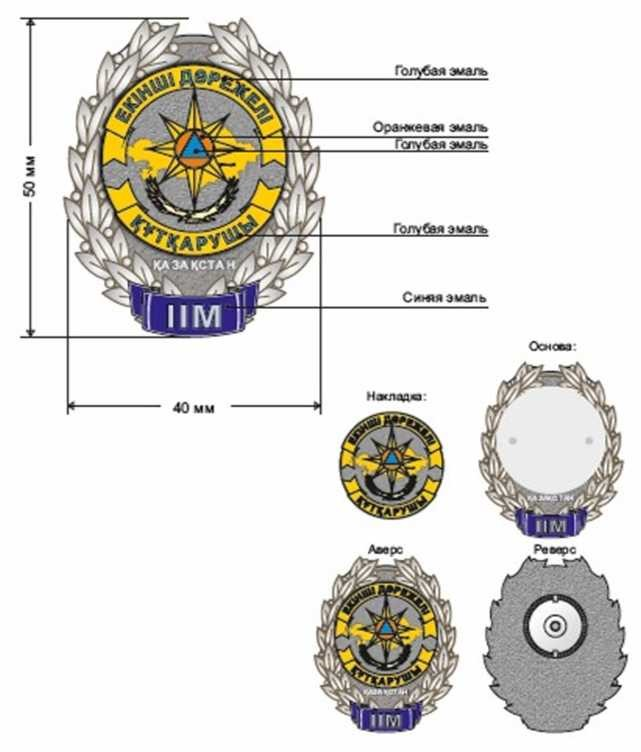 Голубая эмаль
ЕКІНШІ ДӘРЕЖЕЛІ
Оранжевая эмаль
Голубая эмаль
50 мм
Голубая эмаль
ҚҰТҚАРУШЫ
ҚАЗАҚСТАН
Синяя эмаль
ІІМ
Основа:
40 мм
Накладка:
ЕКІНШІ ДӘРЕЖЕЛІ
ҚҰТҚАРУШЫ
ҚАЗАҚСТАН
ІІМ
Аверс
Реверс
ЕКІНШІ ДӘРЕЖЕЛІ
ҚҰТҚАРУШЫ
ҚАЗАҚСТАН
ІІМ